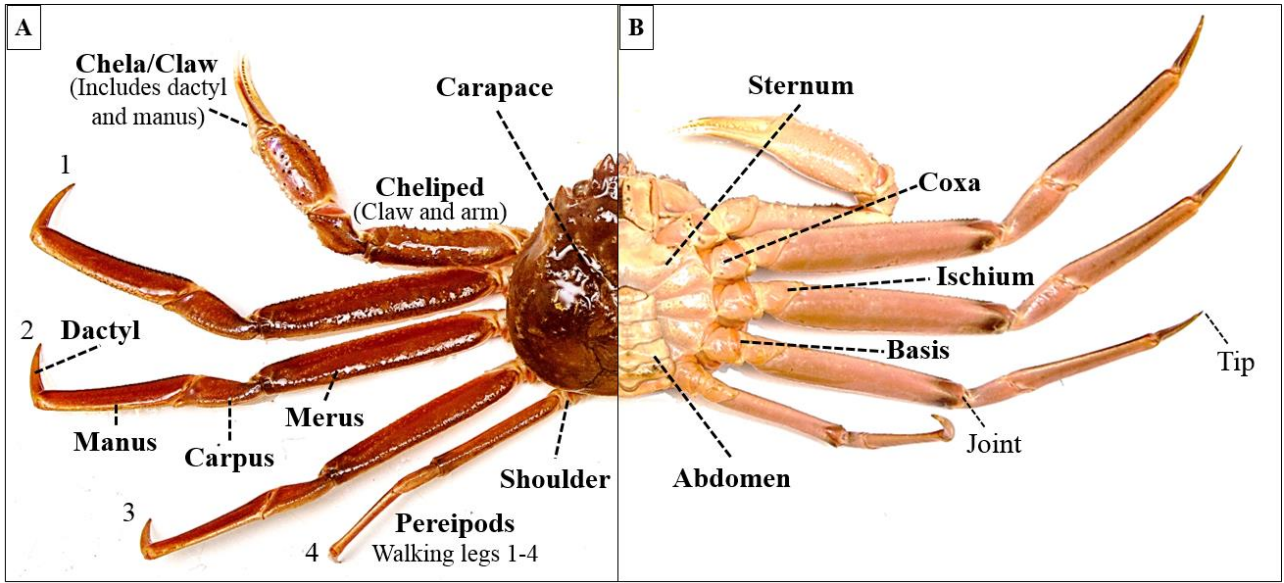 A
Chela/Claw
(Includes dactyl
and manus)
Carapace
1
Cheliped
(Claw and arm)
2
Dactyl
Manus
Carpus
Merus
Shoulder
3
4
Pereipods
Walking legs 1-4
B
Sternum
Coxa
Ischium
Basis
Tip
Joint
Abdomen